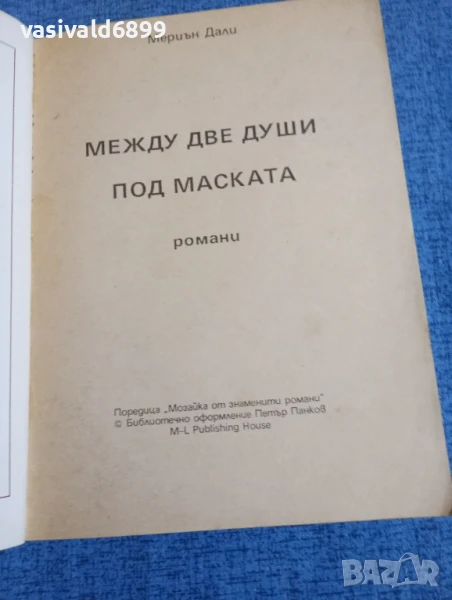 vasivald6899
Мериън Дали
МЕЖДУ ДВЕ ДУШИ
ПОД МАСКАТА
романи
Поредица „Мозайка от знаменити романи"
© Библиотечно оформление Петър Панков
M–L Publishing House
BAZAR